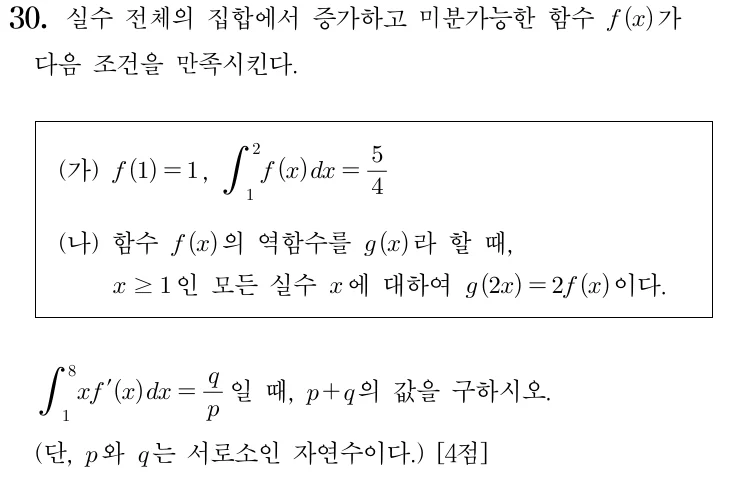 30. 실수 전체의 집합에서 증가하고 미분가능한 함수 f(x)가
다음 조건을 만족시킨다.
(가) f(1)=1, ∫₁² f(x)dx = 5/4
(나) 함수 f(x)의 역함수를 g(x)라 할 때,
x ≥ 1인 모든 실수 x에 대하여 g(2x)=2f(x)이다.
∫₁⁸ xf′(x)dx = q/p 일 때, p+q의 값을 구하시오.
(단, p와 q는 서로소인 자연수이다.) [4점]